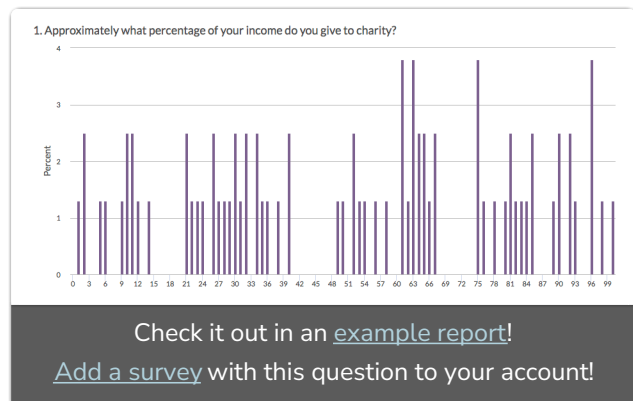 1. Approximately what percentage of your income do you give to charity?
4
3
2
1
0
Percent
0 3 6 9 12 15 18 21 24 27 30 33 36 39 42 45 48 51 54 57 60 63 66 69 72 75 78 81 84 87 90 93 96 99
Check it out in an example report!
Add a survey with this question to your account!